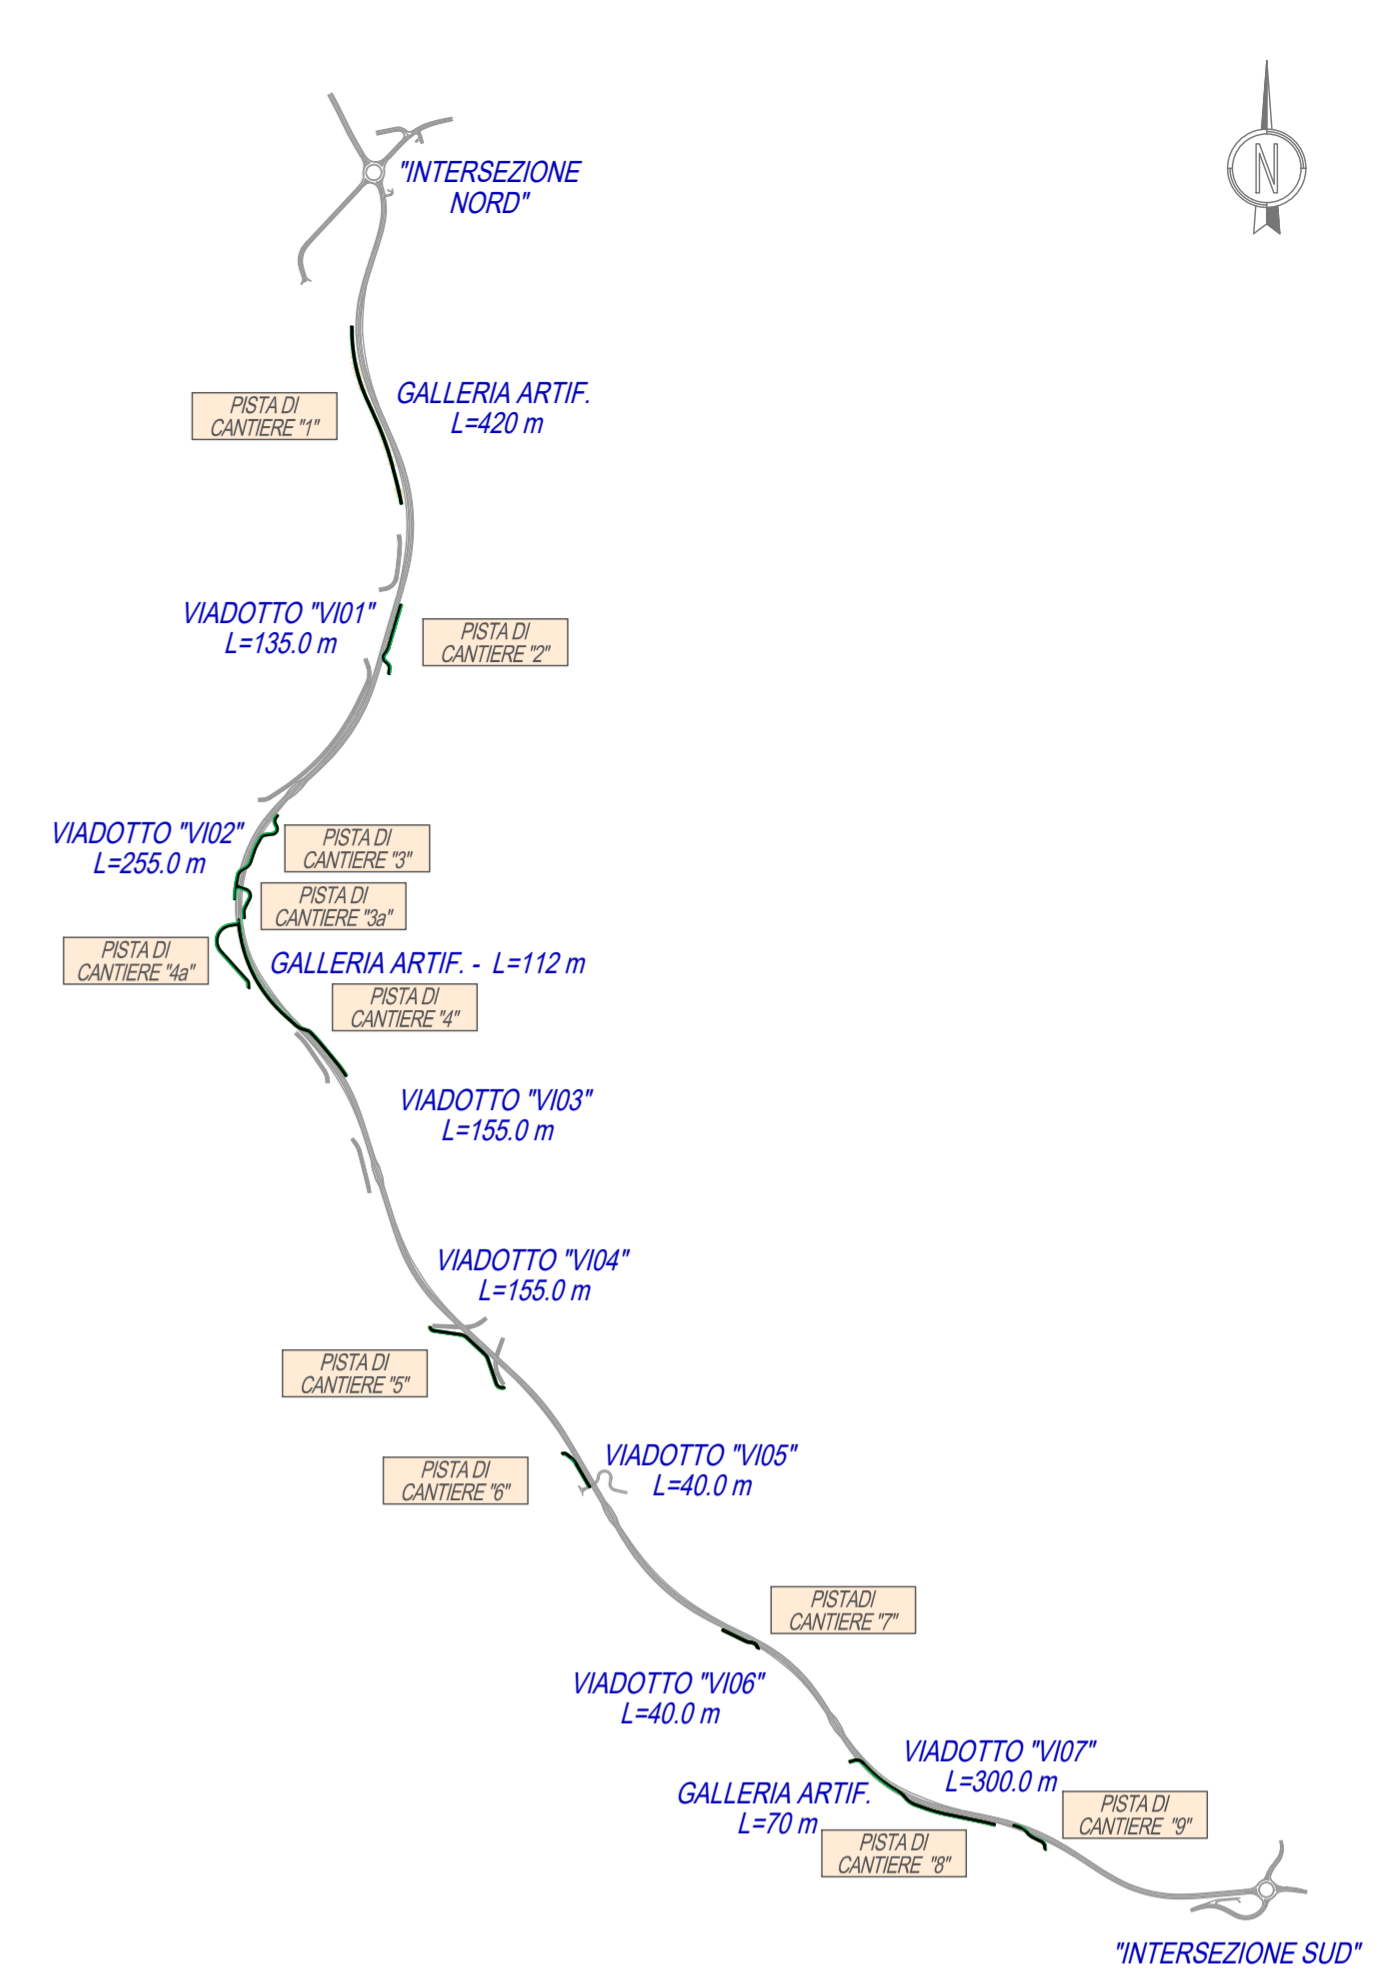 N
"INTERSEZIONE
NORD"
GALLERIA ARTIF.
L=420 m
PISTA DI
CANTIERE "1"
VIADOTTO "VI01"
L=135.0 m
PISTA DI
CANTIERE "2"
VIADOTTO "VI02"
L=255.0 m
PISTA DI
CANTIERE "3"
PISTA DI
CANTIERE "3a"
PISTA DI
CANTIERE "4a"
GALLERIA ARTIF. - L=112 m
PISTA DI
CANTIERE "4"
VIADOTTO "VI03"
L=155.0 m
VIADOTTO "VI04"
L=155.0 m
PISTA DI
CANTIERE "5"
VIADOTTO "VI05"
L=40.0 m
PISTA DI
CANTIERE "6"
PISTADI
CANTIERE "7"
VIADOTTO "VI06"
L=40.0 m
VIADOTTO "VI07"
L=300.0 m
GALLERIA ARTIF.
L=70 m
PISTA DI
CANTIERE "9"
PISTA DI
CANTIERE "8"
"INTERSEZIONE SUD"